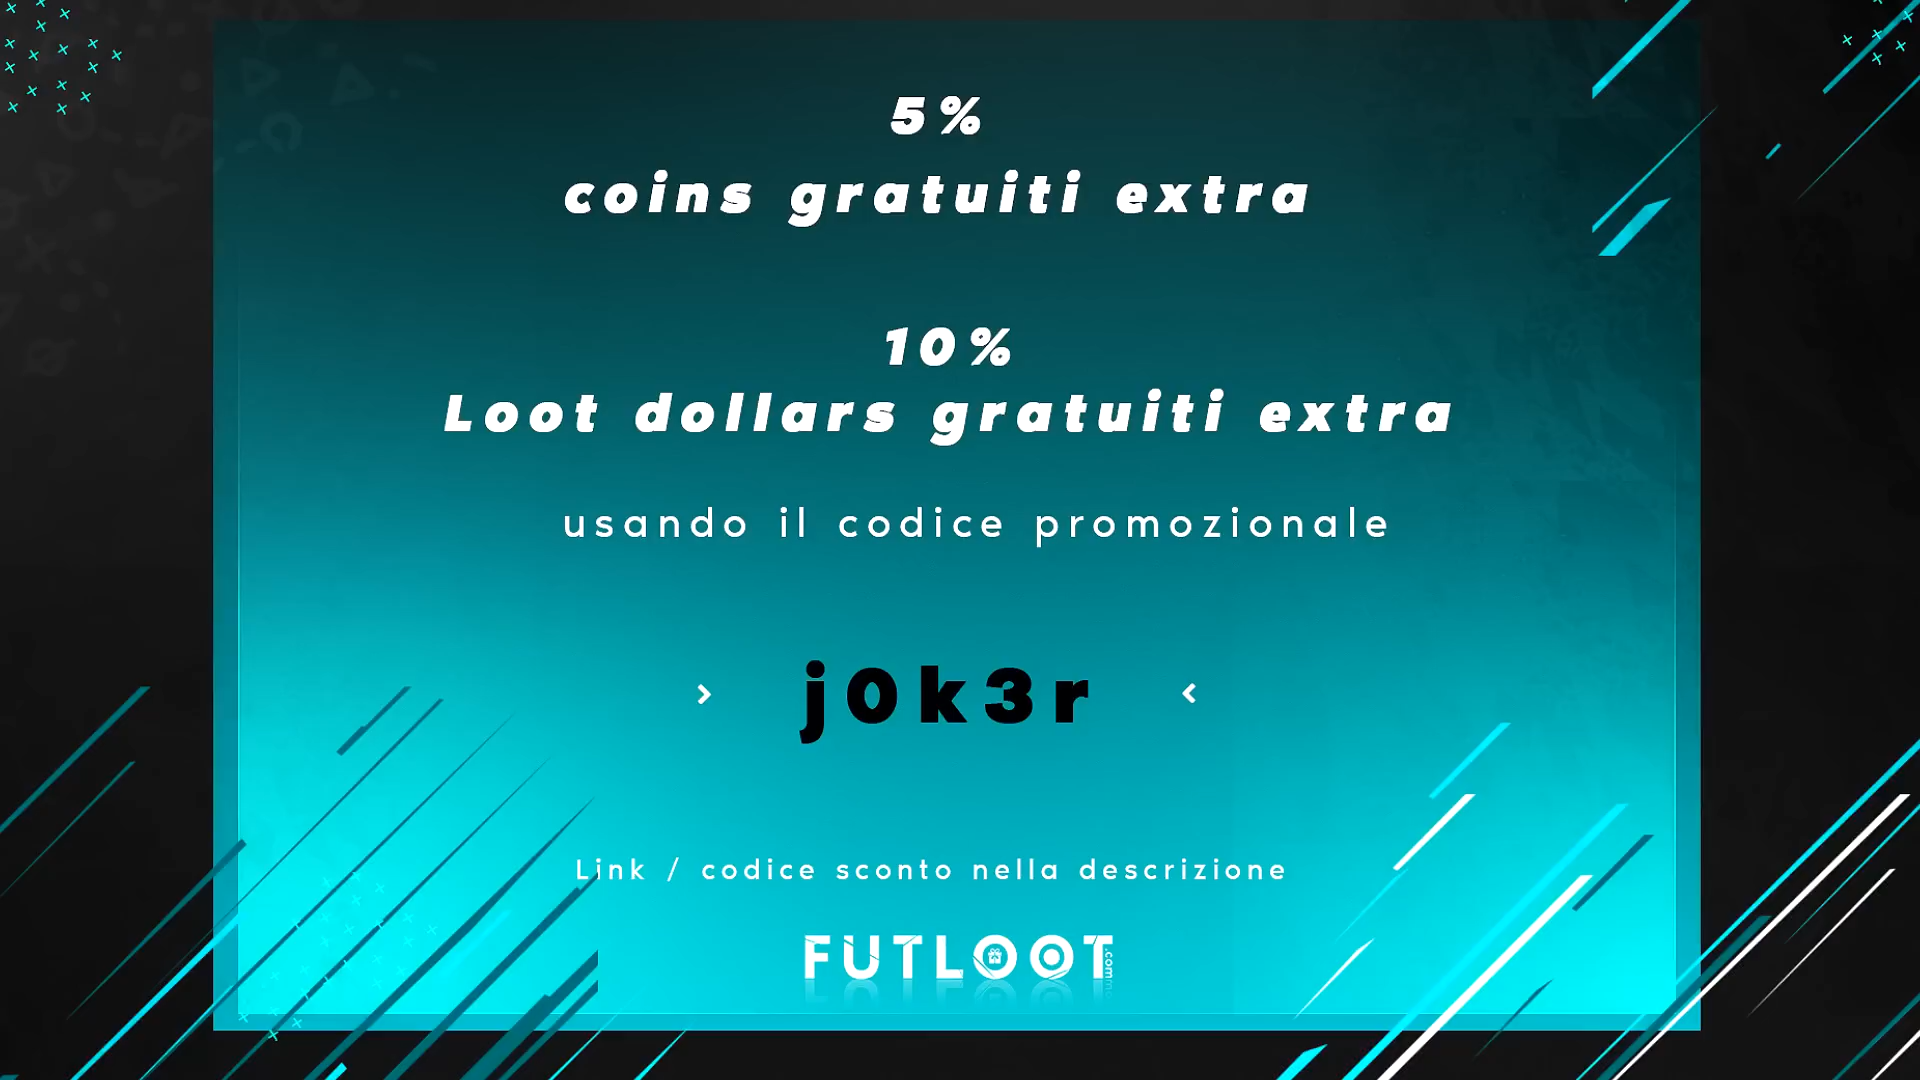 5%
coins gratuiti extra
10%
Loot dollars gratuiti extra
usando il codice promozionale
› j0k3r ‹
Link / codice sconto nella descrizione
FUTLOOT.com